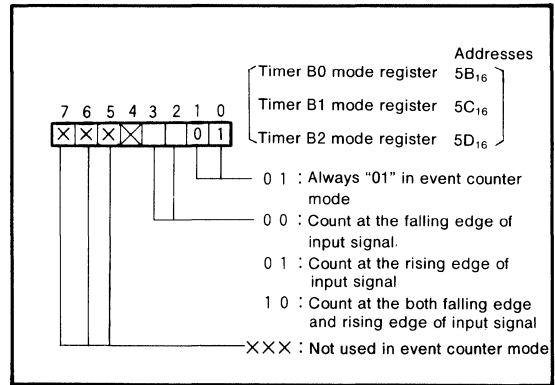 Addresses
Timer B0 mode register 5B₁₆
Timer B1 mode register 5C₁₆
Timer B2 mode register 5D₁₆
7 6 5 4 3 2 1 0
× × × × 0 1
0 1 : Always "01" in event counter
mode
0 0 : Count at the falling edge of
input signal.
0 1 : Count at the rising edge of
input signal
1 0 : Count at the both falling edge
and rising edge of input signal
××× : Not used in event counter mode